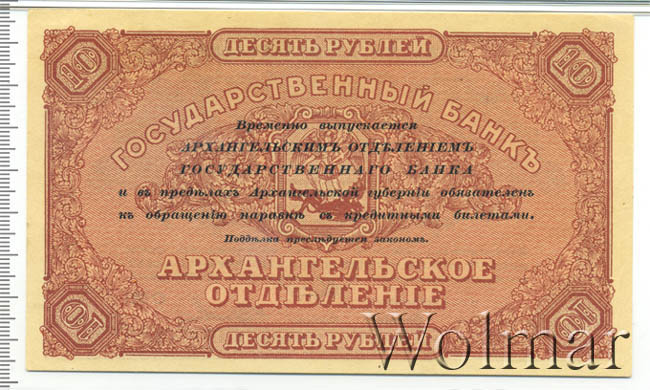 ДЕСЯТЬ РУБЛЕЙ
10 10
ГОСУДАРСТВЕННЫЙ БАНКЪ
Временно выпускается
АРХАНГЕЛЬСКИМЪ ОТДѢЛЕНІЕМЪ
ГОСУДАРСТВЕННАГО БАНКА
и въ предѣлахъ Архангельской губерніи обязателенъ
къ обращенію наравнѣ съ кредитными билетами.
Поддѣлка преслѣдуется закономъ.
АРХАНГЕЛЬСКОЕ
ОТДѢЛЕНІЕ
10 10
ДЕСЯТЬ РУБЛЕЙ
Wolmar